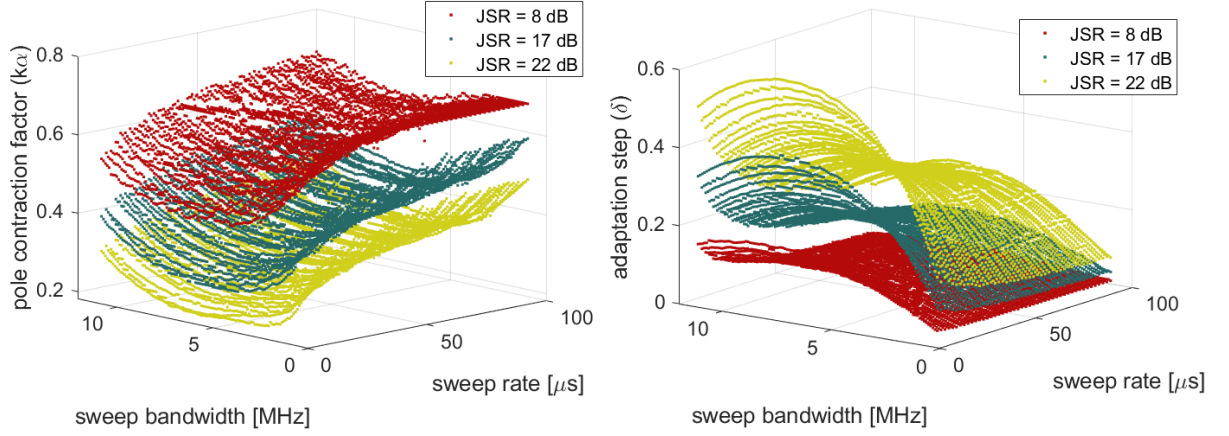 JSR = 8 dB
JSR = 17 dB
JSR = 22 dB
pole contraction factor (kα)
0.8
0.6
0.4
0.2
10
5
0
0
50
100
sweep rate [μs]
sweep bandwidth [MHz]
JSR = 8 dB
JSR = 17 dB
JSR = 22 dB
adaptation step (δ)
0.6
0.4
0.2
0
10
5
0
0
50
100
sweep rate [μs]
sweep bandwidth [MHz]